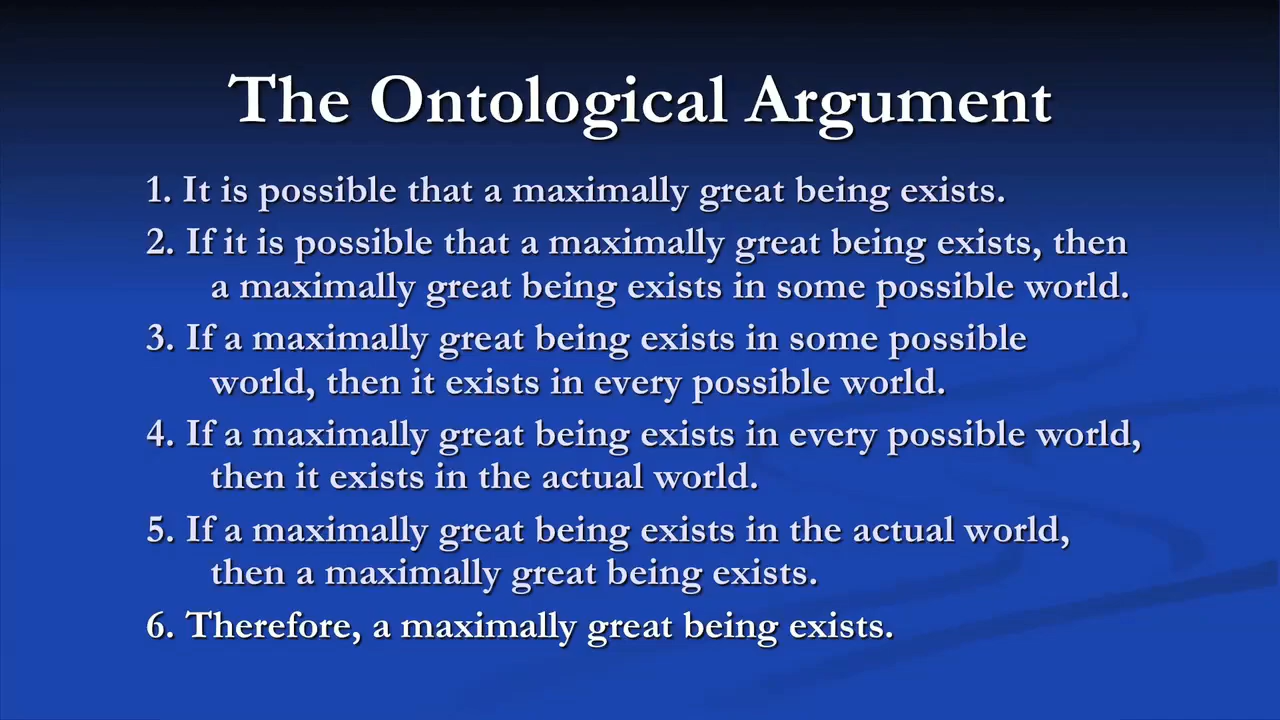 The Ontological Argument
1. It is possible that a maximally great being exists.
2. If it is possible that a maximally great being exists, then
a maximally great being exists in some possible world.
3. If a maximally great being exists in some possible
world, then it exists in every possible world.
4. If a maximally great being exists in every possible world,
then it exists in the actual world.
5. If a maximally great being exists in the actual world,
then a maximally great being exists.
6. Therefore, a maximally great being exists.